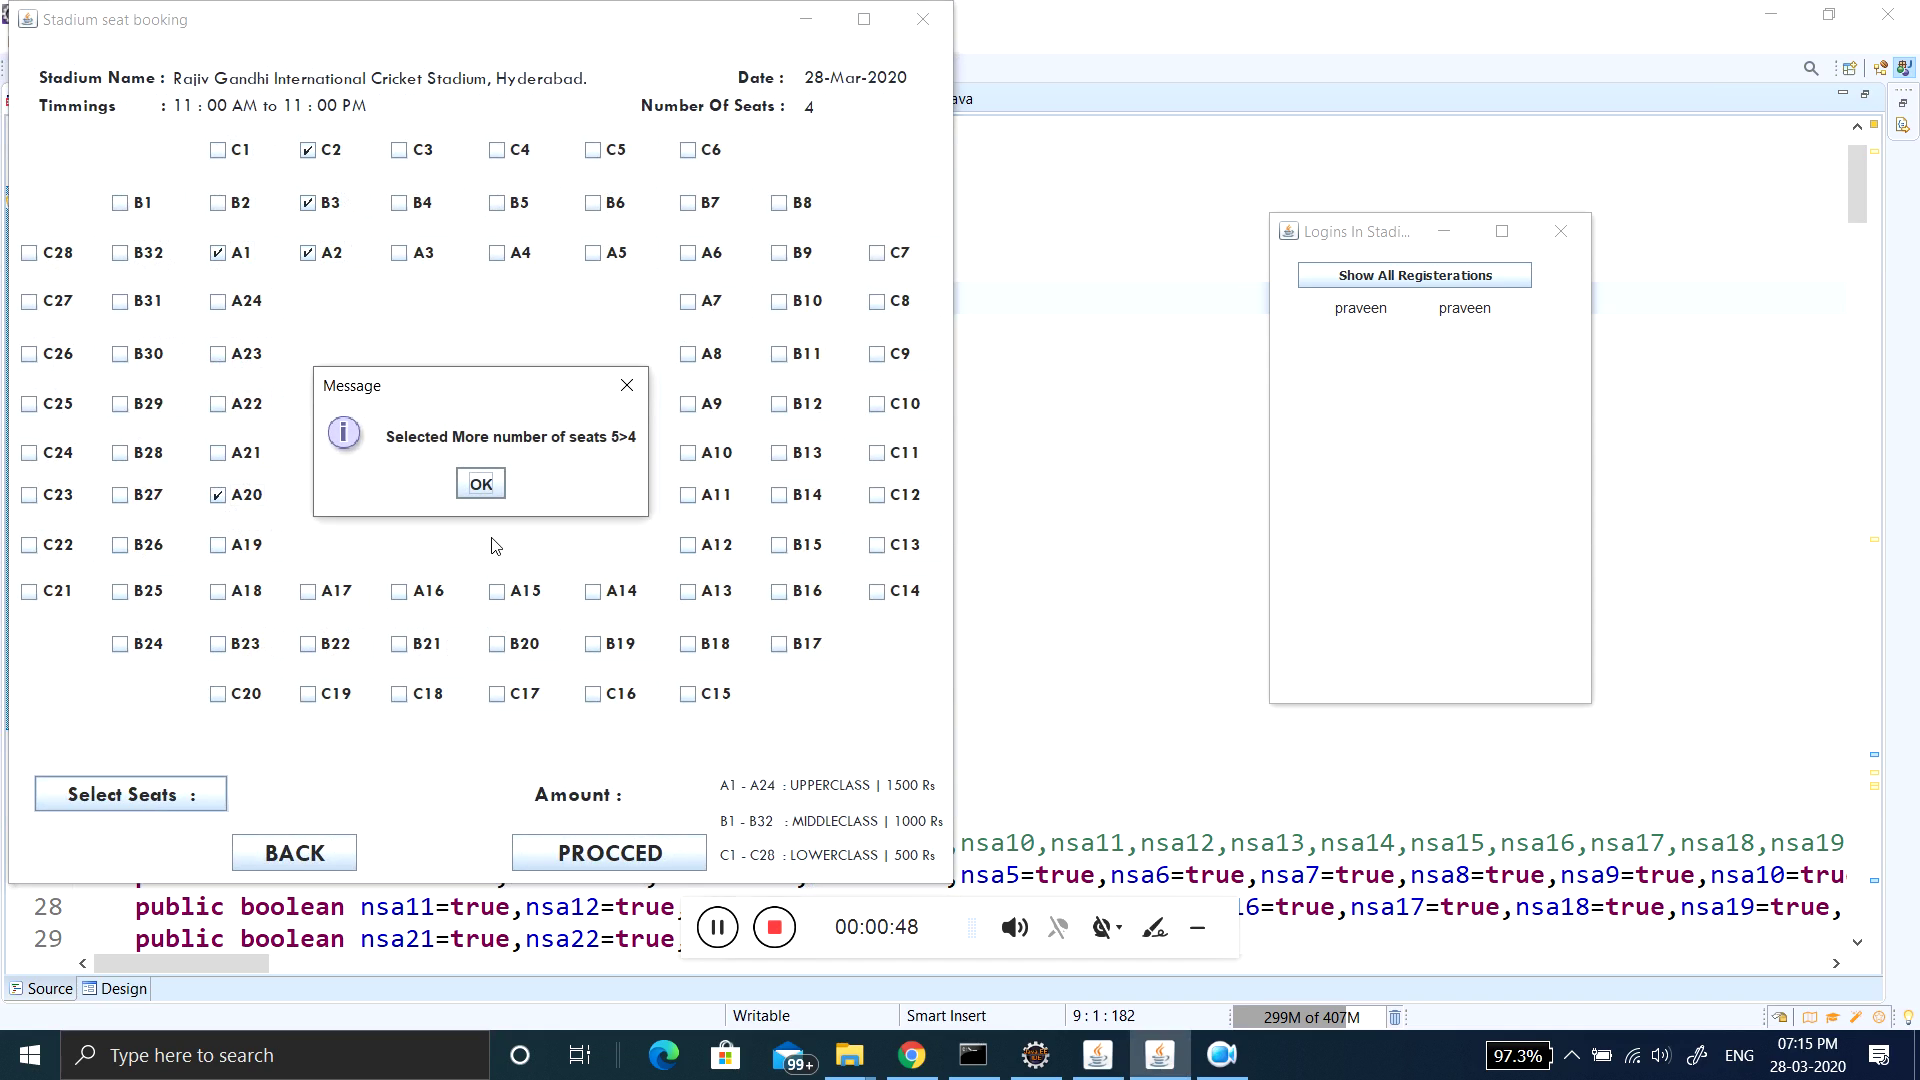 Stadium seat booking
Stadium Name : Rajiv Gandhi International Cricket Stadium, Hyderabad.
Date : 28-Mar-2020
Timmings : 11 : 00 AM to 11 : 00 PM
Number Of Seats : 4
C1 C2 C3 C4 C5 C6
B1 B2 B3 B4 B5 B6 B7 B8
C28 B32 A1 A2 A3 A4 A5 A6 B9 C7
C27 B31 A24 A7 B10 C8
C26 B30 A23 A8 B11 C9
C25 B29 A22 A9 B12 C10
C24 B28 A21 A10 B13 C11
C23 B27 A20 A11 B14 C12
C22 B26 A19 A12 B15 C13
C21 B25 A18 A17 A16 A15 A14 A13 B16 C14
B24 B23 B22 B21 B20 B19 B18 B17
C20 C19 C18 C17 C16 C15
Message
Selected More number of seats 5>4
OK
Select Seats :
Amount :
A1 - A24 : UPPERCLASS | 1500 Rs
B1 - B32 : MIDDLECLASS | 1000 Rs
C1 - C28 : LOWERCLASS | 500 Rs
BACK
PROCCED
ava
Logins In Stadi...
Show All Registerations
praveen praveen
,nsa10,nsa11,nsa12,nsa13,nsa14,nsa15,nsa16,nsa17,nsa18,nsa19
,nsa5=true,nsa6=true,nsa7=true,nsa8=true,nsa9=true,nsa10=tru
28 public boolean nsa11=true,nsa12=true, 16=true,nsa17=true,nsa18=true,nsa19=true,
29 public boolean nsa21=true,nsa22=true,
00:00:48
Source Design
Writable Smart Insert 9 : 1 : 182 299M of 407M
Type here to search
99+
97.3%
ENG
07:15 PM
28-03-2020